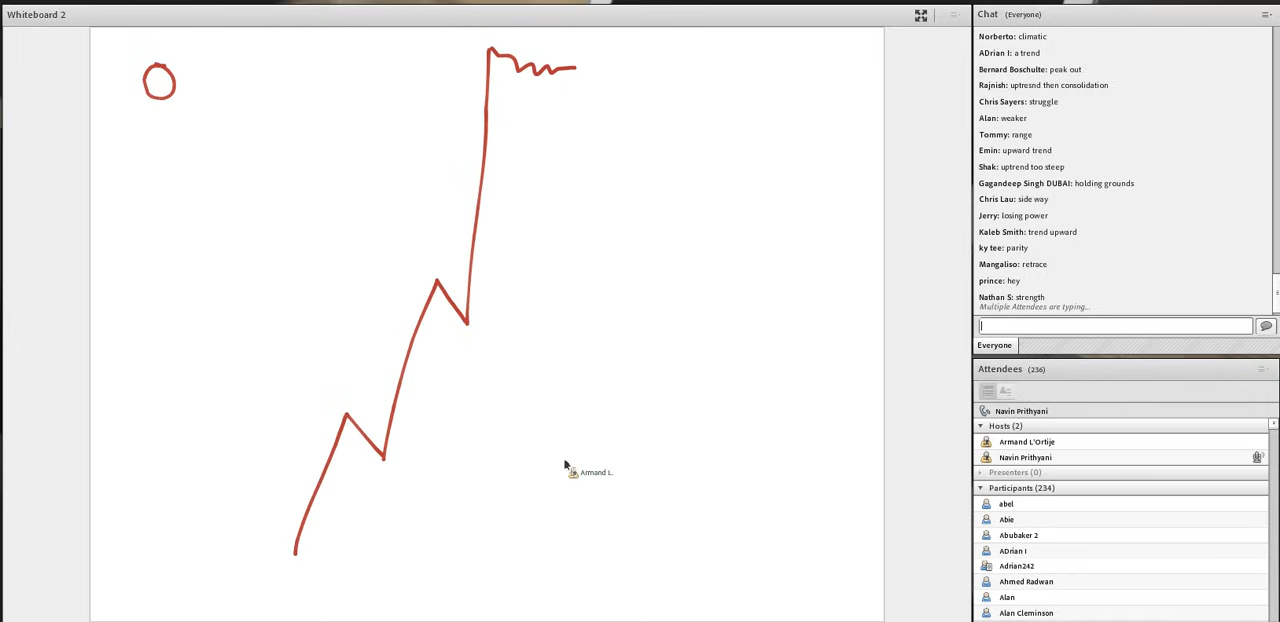 Whiteboard 2
Armand L.
Chat (Everyone)
Norberto: climatic
ADrian I: a trend
Bernard Boschulte: peak out
Rajnish: uptresnd then consolidation
Chris Sayers: struggle
Alan: weaker
Tommy: range
Emin: upward trend
Shak: uptrend too steep
Gagandeep Singh DUBAI: holding grounds
Chris Lau: side way
Jerry: losing power
Kaleb Smith: trend upward
ky tee: parity
Mangaliso: retrace
prince: hey
Nathan S: strength
Multiple Attendees are typing...
Everyone
Attendees (236)
Navin Prithyani
Hosts (2)
Armand L'Ortije
Navin Prithyani
Presenters (0)
Participants (234)
abel
Abie
Abubaker 2
ADrian I
Adrian242
Ahmed Radwan
Alan
Alan Cleminson